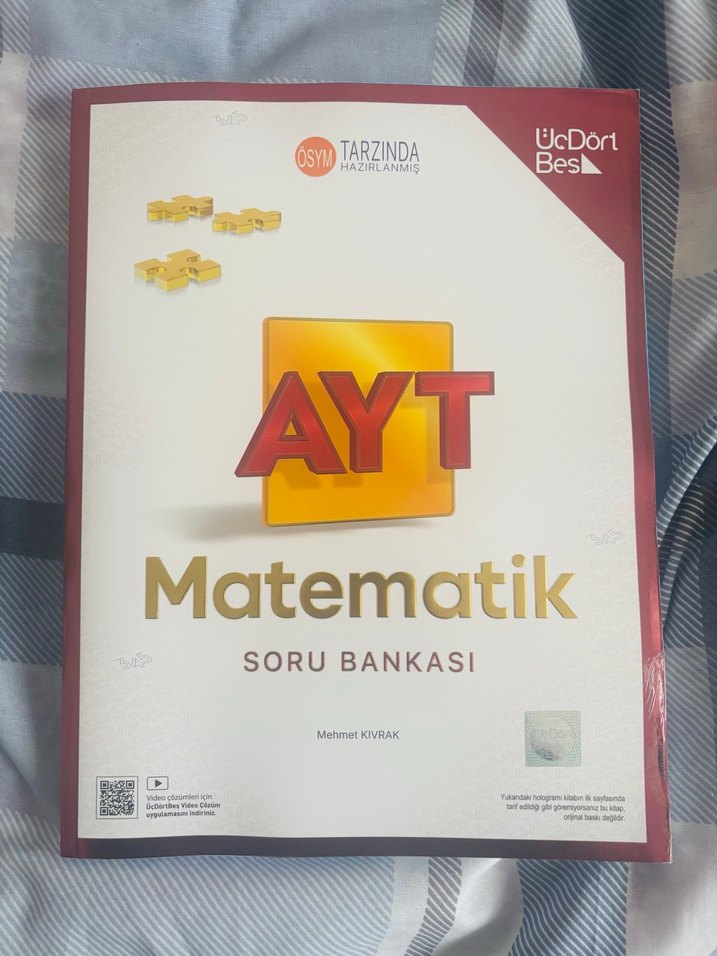 ÖSYM TARZINDA
HAZIRLANMIŞ
ÜçDört
Beş
AYT
Matematik
SORU BANKASI
Mehmet KIVRAK
ÜçDört
Video çözümleri için
ÜçDörtBeş Video Çözüm
uygulamasını indiriniz.
Yukarıdaki hologramı kitabın ilk sayfasında
tarif edildiği gibi göremiyorsanız bu kitap,
orijinal baskı değildir.